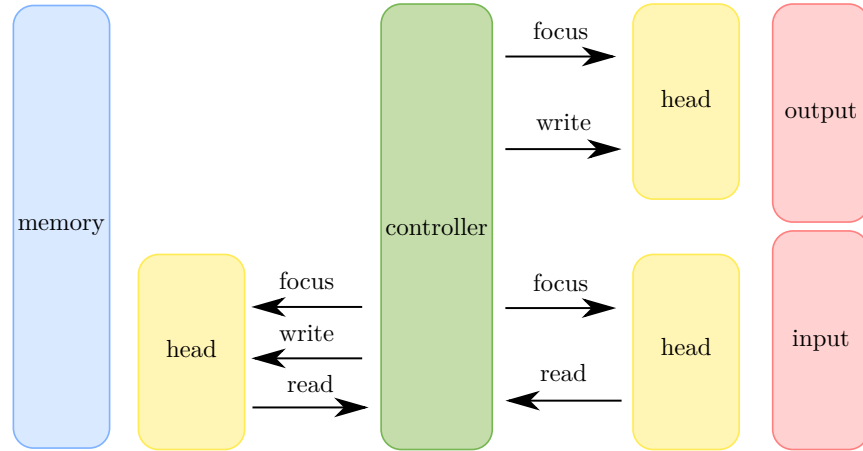 focus
head
output
write
memory
controller
focus
focus
write
head
head
input
read
read